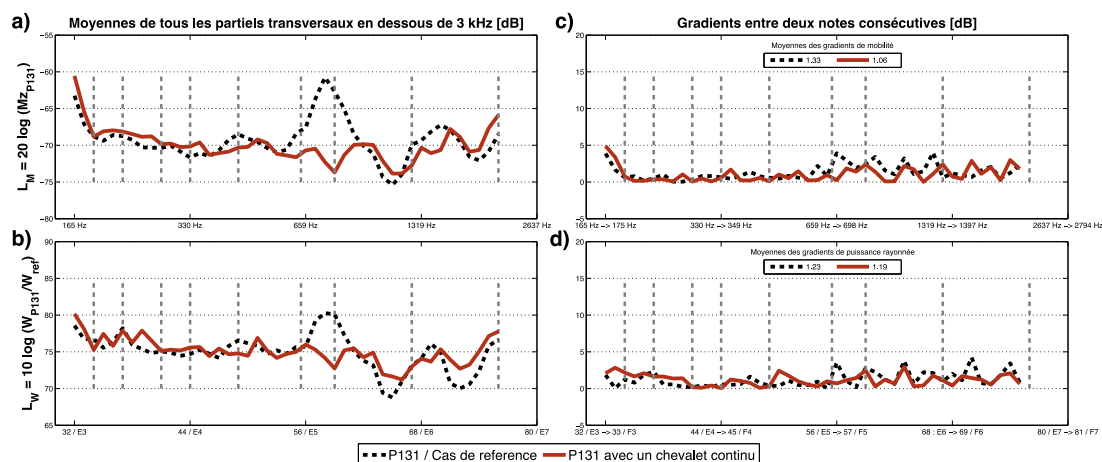 a)
Moyennes de tous les partiels transversaux en dessous de 3 kHz [dB]
L_M = 20 log (Mz_P131)
−55
−60
−65
−70
−75
−80
165 Hz 330 Hz 659 Hz 1319 Hz 2637 Hz
b)
L_W = 10 log (W_P131/W_ref)
90
85
80
75
70
65
32 / E3 44 / E4 56 / E5 68 / E6 80 / E7
c)
Gradients entre deux notes consécutives [dB]
Moyennes des gradients de mobilité
1.33 1.06
20
15
10
5
0
−5
165 Hz −> 175 Hz 330 Hz −> 349 Hz 659 Hz −> 698 Hz 1319 Hz −> 1397 Hz 2637 Hz −> 2794 Hz
d)
Moyennes des gradients de puissance rayonnée
1.23 1.19
20
15
10
5
0
−5
32 / E3 −> 33 / F3 44 / E4 −> 45 / F4 56 / E5 −> 57 / F5 68 : E6 −> 69 / F6 80 / E7 −> 81 / F7
P131 / Cas de reference P131 avec un chevalet continu